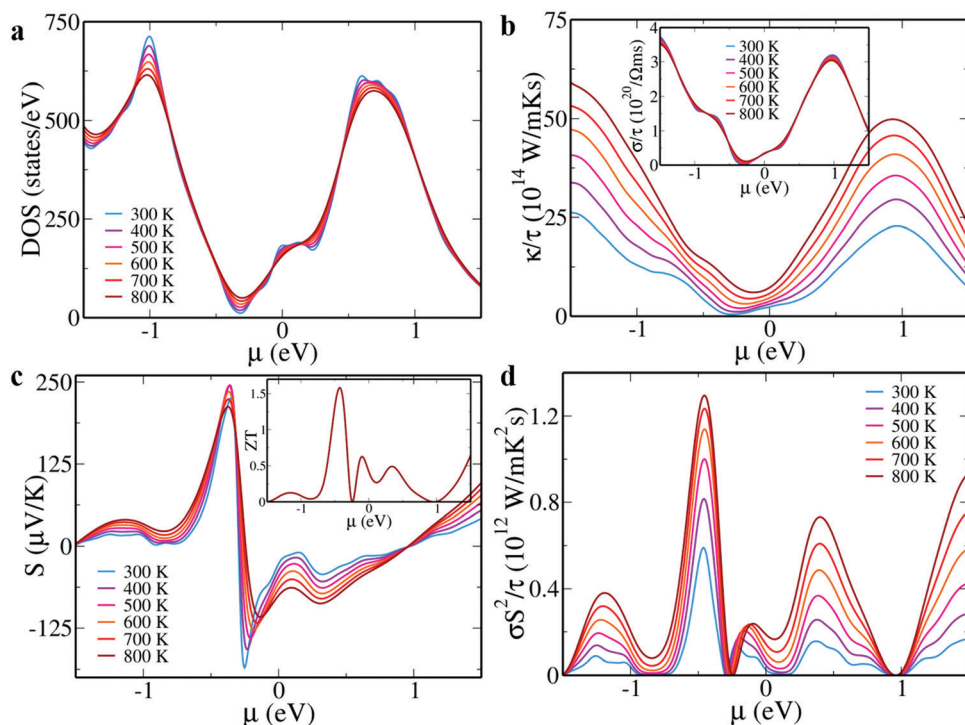 a
750
500
250
0
DOS (states/eV)
300 K
400 K
500 K
600 K
700 K
800 K
-1
0
1
μ (eV)
b
75
50
25
0
κ/τ (10^14 W/mKs)
4
3
2
1
0
σ/τ (10^20/Ωms)
300 K
400 K
500 K
600 K
700 K
800 K
-1
0
1
μ (eV)
-1
0
1
μ (eV)
c
250
125
0
-125
S (μV/K)
1.5
1
0.5
0
ZT
-1
0
1
μ (eV)
300 K
400 K
500 K
600 K
700 K
800 K
-1
0
1
μ (eV)
d
1.2
0.8
0.4
0
σS²/τ (10^12 W/mK²s)
300 K
400 K
500 K
600 K
700 K
800 K
-1
0
1
μ (eV)